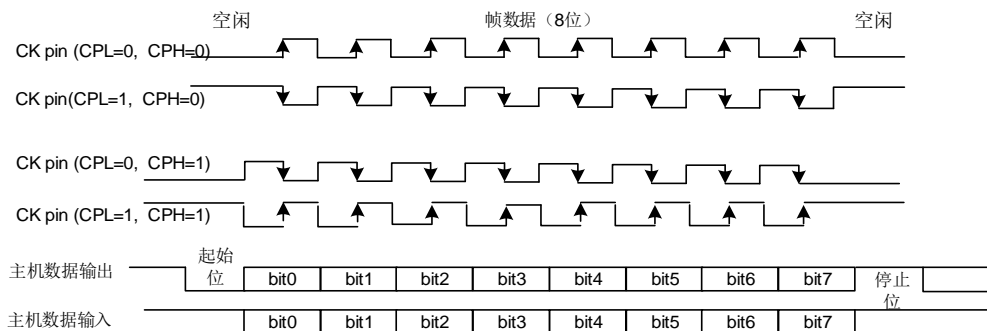 空闲 帧数据（8位） 空闲
CK pin (CPL=0, CPH=0)
CK pin(CPL=1, CPH=0)
CK pin (CPL=0, CPH=1)
CK pin (CPL=1, CPH=1)
主机数据输出 起始位 bit0 bit1 bit2 bit3 bit4 bit5 bit6 bit7 停止位
主机数据输入 bit0 bit1 bit2 bit3 bit4 bit5 bit6 bit7